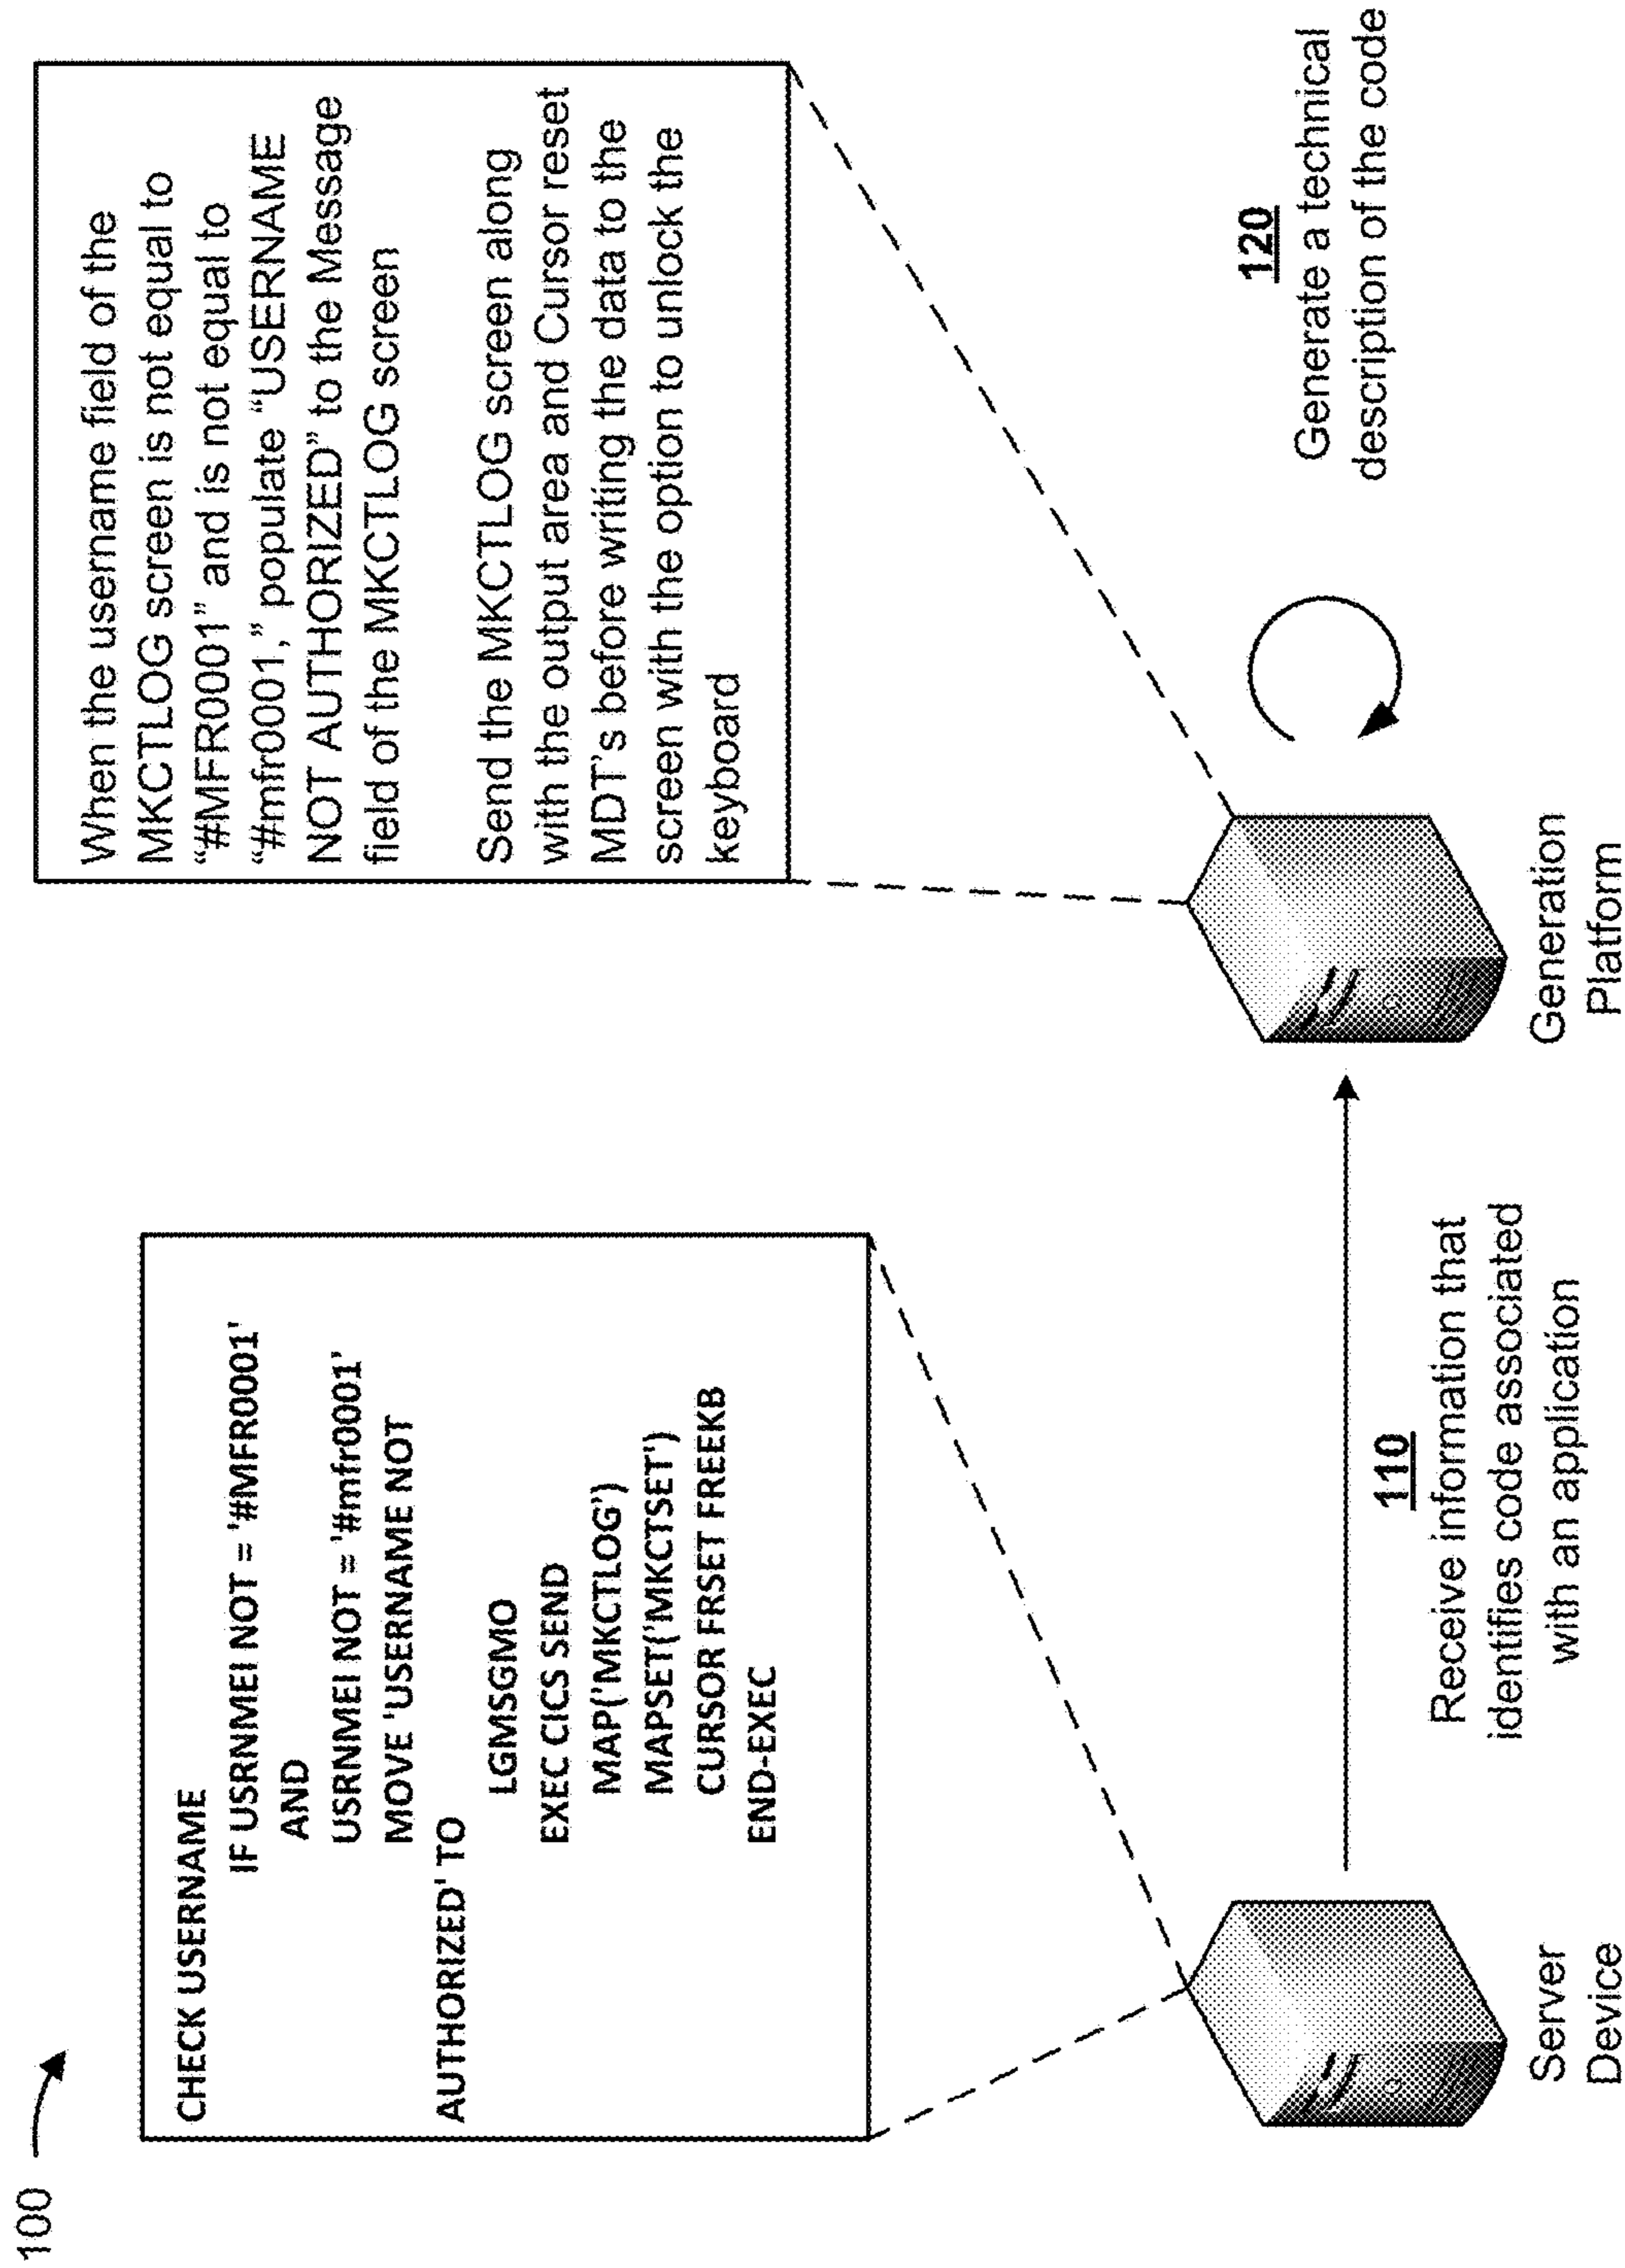 100
CHECK USERNAME
IF USRNMEI NOT = '#MFR0001'
AND
USRNMEI NOT = '#mfr0001'
MOVE 'USERNAME NOT
AUTHORIZED' TO
LGMSGMO
EXEC CICS SEND
MAP('MKCTLOG')
MAPSET('MKCTSET')
CURSOR FRSET FREEKB
END-EXEC
When the username field of the
MKCTLOG screen is not equal to
“#MFR0001” and is not equal to
“#mfr0001,” populate “USERNAME
NOT AUTHORIZED” to the Message
field of the MKCTLOG screen
Send the MKCTLOG screen along
with the output area and Cursor reset
MDT's before writing the data to the
screen with the option to unlock the
keyboard
Server
Device
110
Receive information that
identifies code associated
with an application
Generation
Platform
120
Generate a technical
description of the code